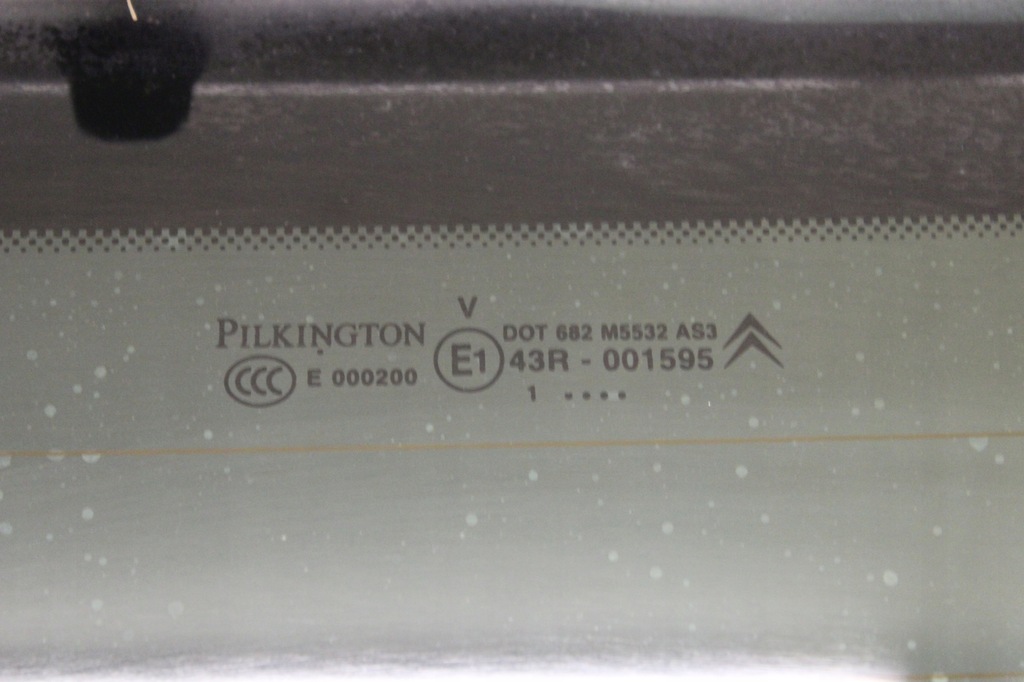 V
PILKINGTON
CCC E 000200
E1
DOT 682 M5532 AS3
43R - 001595
1 ....